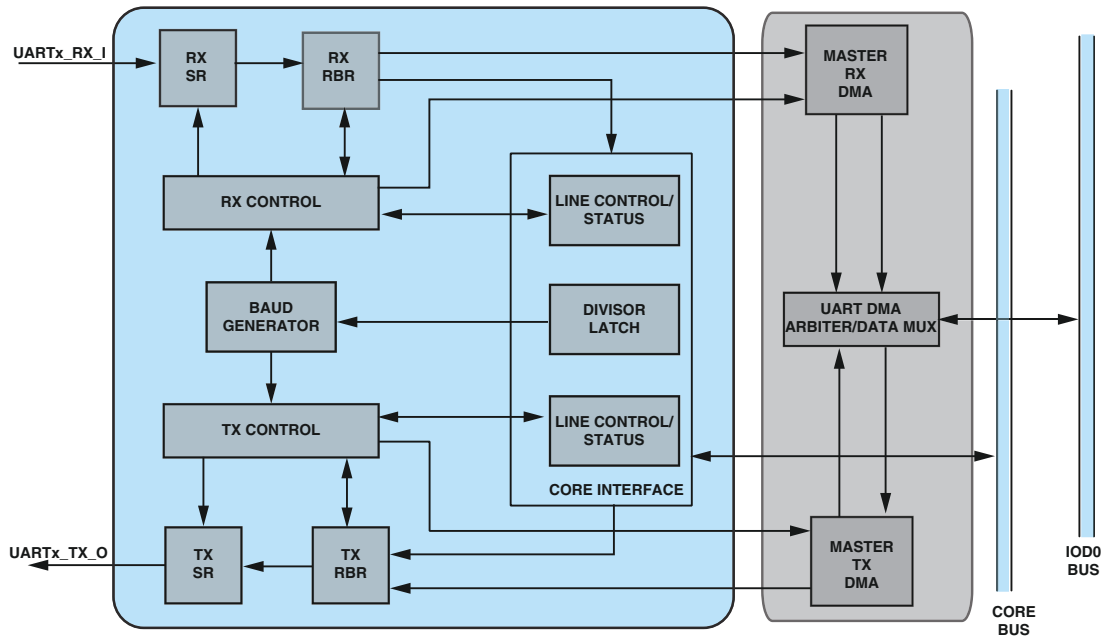 UARTx_RX_I
RX
SR
RX
RBR
MASTER
RX
DMA
RX CONTROL
LINE CONTROL/
STATUS
BAUD
GENERATOR
DIVISOR
LATCH
UART DMA
ARBITER/DATA MUX
TX CONTROL
LINE CONTROL/
STATUS
CORE INTERFACE
UARTx_TX_O
TX
SR
TX
RBR
MASTER
TX
DMA
CORE
BUS
IOD0
BUS